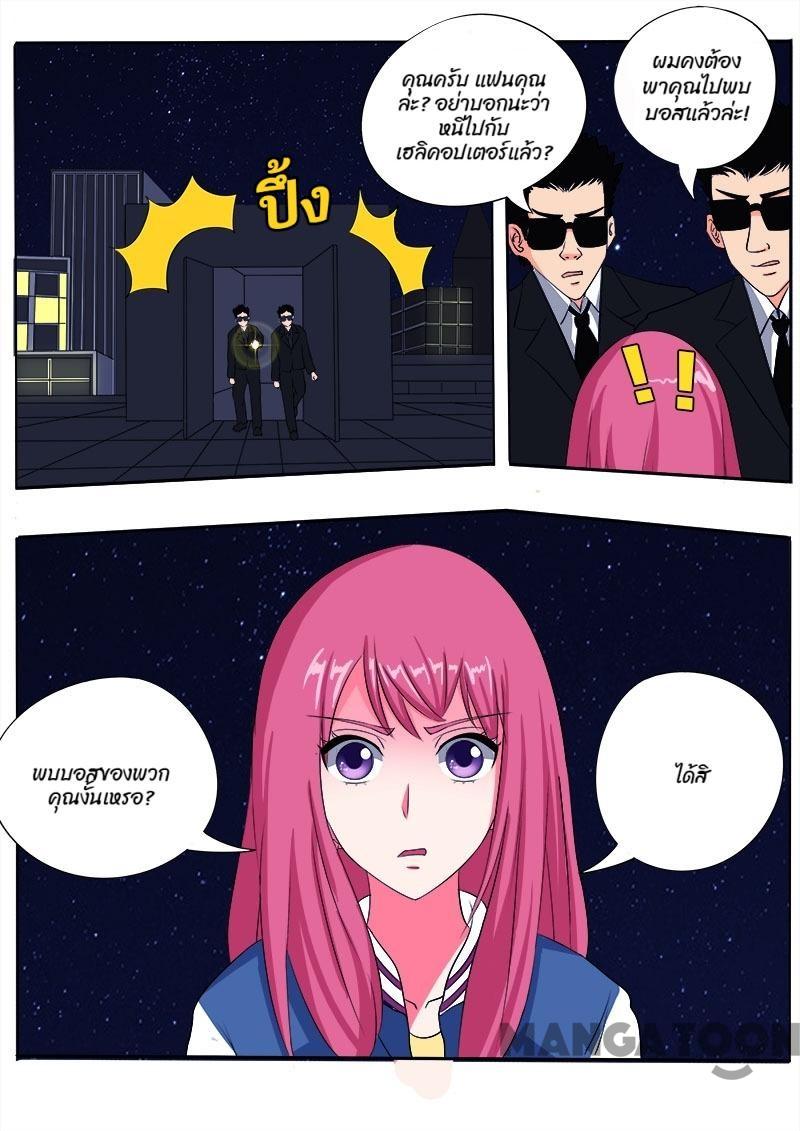 ปึ้ง
คุณครับ แฟนคุณ
ล่ะ? อย่าบอกนะว่า
หนีไปกับ
เฮลิคอปเตอร์แล้ว?
ผมคงต้อง
พาคุณไปพบ
บอสแล้วล่ะ!
!!
พบบอสของพวก
คุณงั้นเหรอ?
ได้สิ
MANGATOON